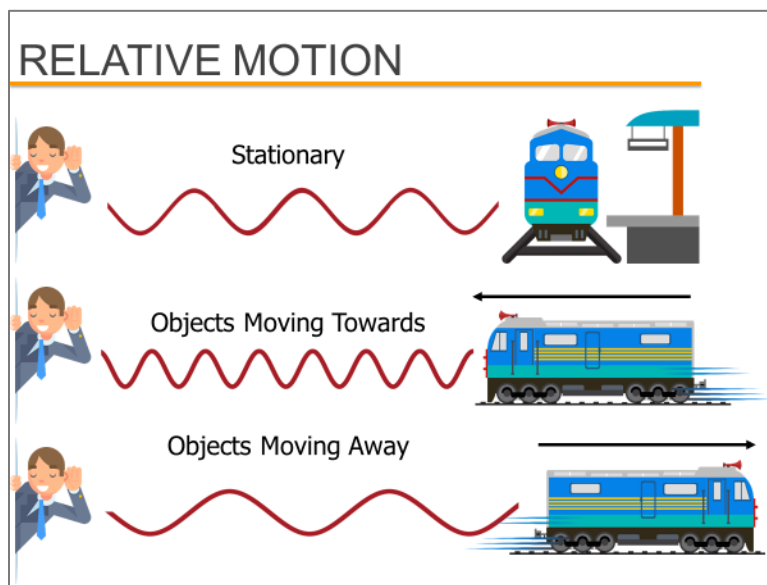 RELATIVE MOTION
Stationary
Objects Moving Towards
Objects Moving Away